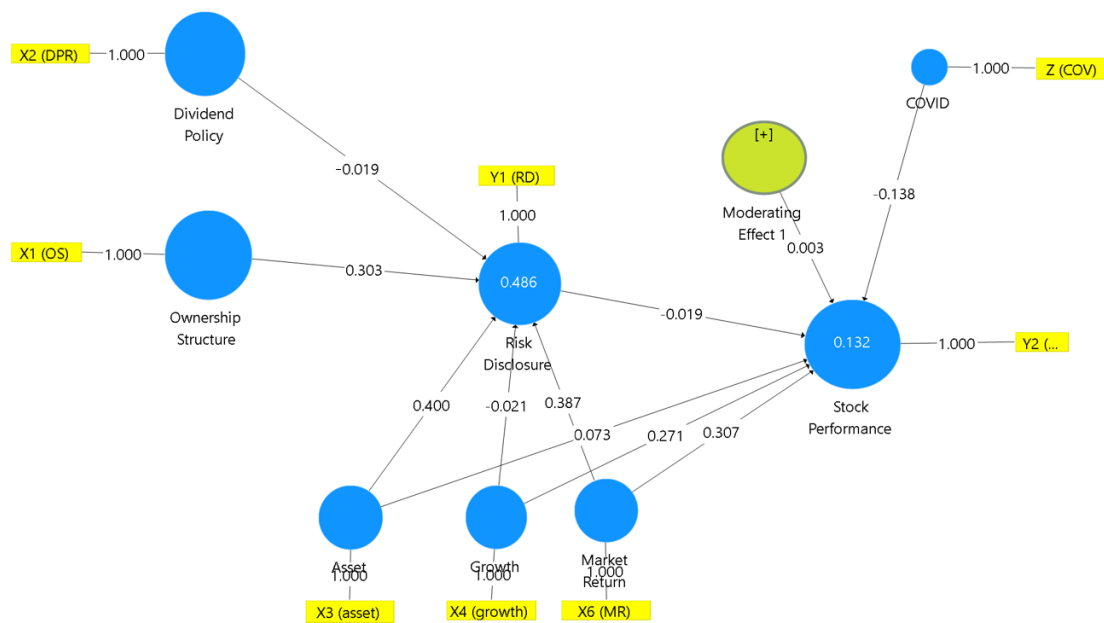 X2 (DPR)
1.000
Dividend
Policy
-0.019
X1 (OS)
1.000
Ownership
Structure
0.303
Y1 (RD)
1.000
0.486
Risk
Disclosure
[+]
Moderating
Effect 1
0.003
COVID
1.000
Z (COV)
-0.138
-0.019
0.132
1.000
Y2 (...
Stock
Performance
0.400
-0.021
0.387
0.073
0.271
0.307
Asset
1.000
X3 (asset)
Growth
1.000
X4 (growth)
Market
Return
1.000
X6 (MR)